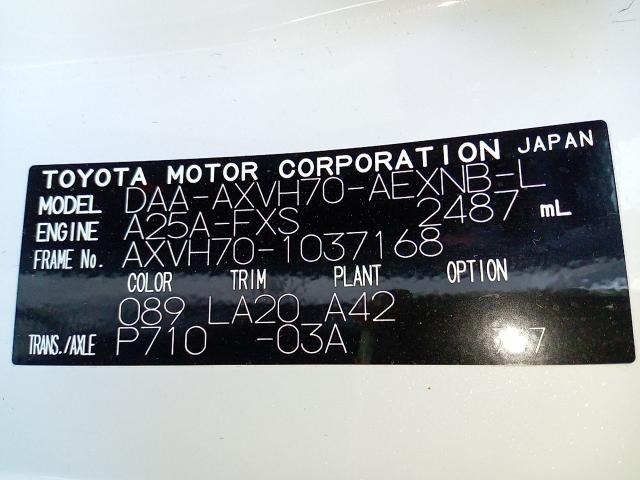 TOYOTA MOTOR CORPORATION JAPAN
MODEL DAA-AXVH70-AEXNB-L
ENGINE A25A-FXS 2487 mL
FRAME No. AXVH70-1037168
COLOR TRIM PLANT OPTION
089 LA20 A42
TRANS./AXLE P710 -03A